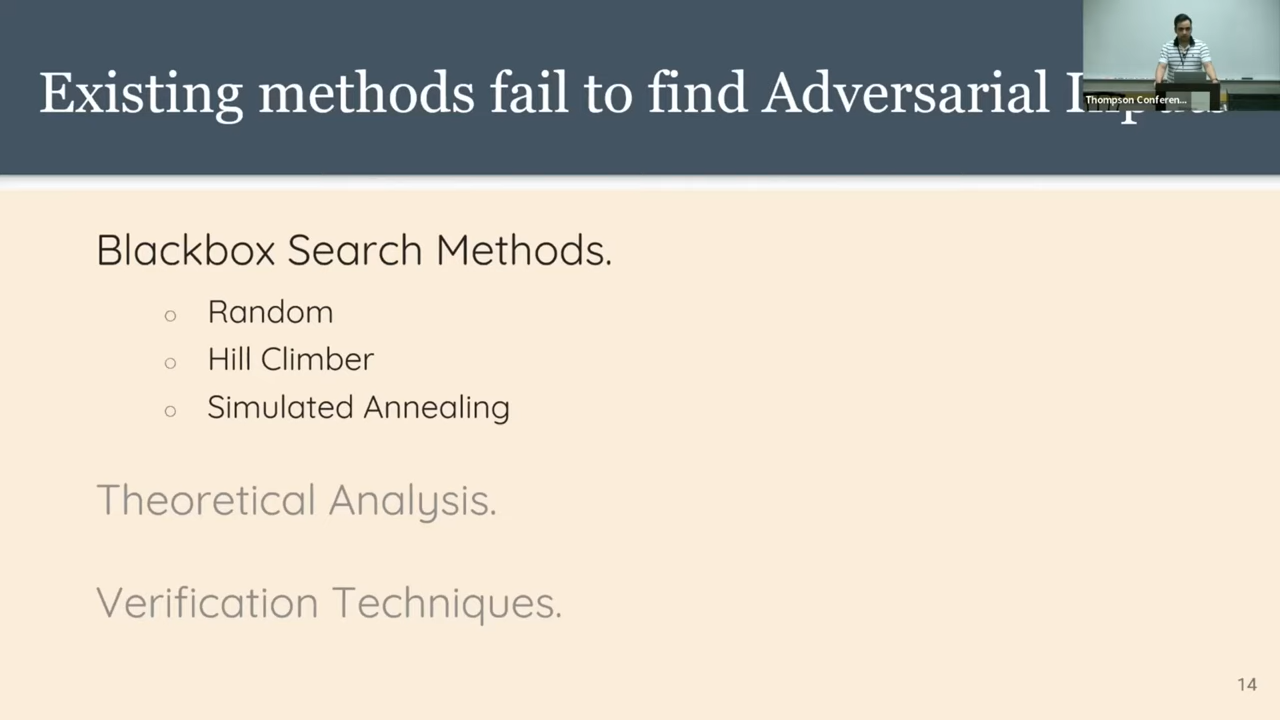 Existing methods fail to find Adversarial
Thompson Conferen...
Blackbox Search Methods.
Random
Hill Climber
Simulated Annealing
Theoretical Analysis.
Verification Techniques.
14